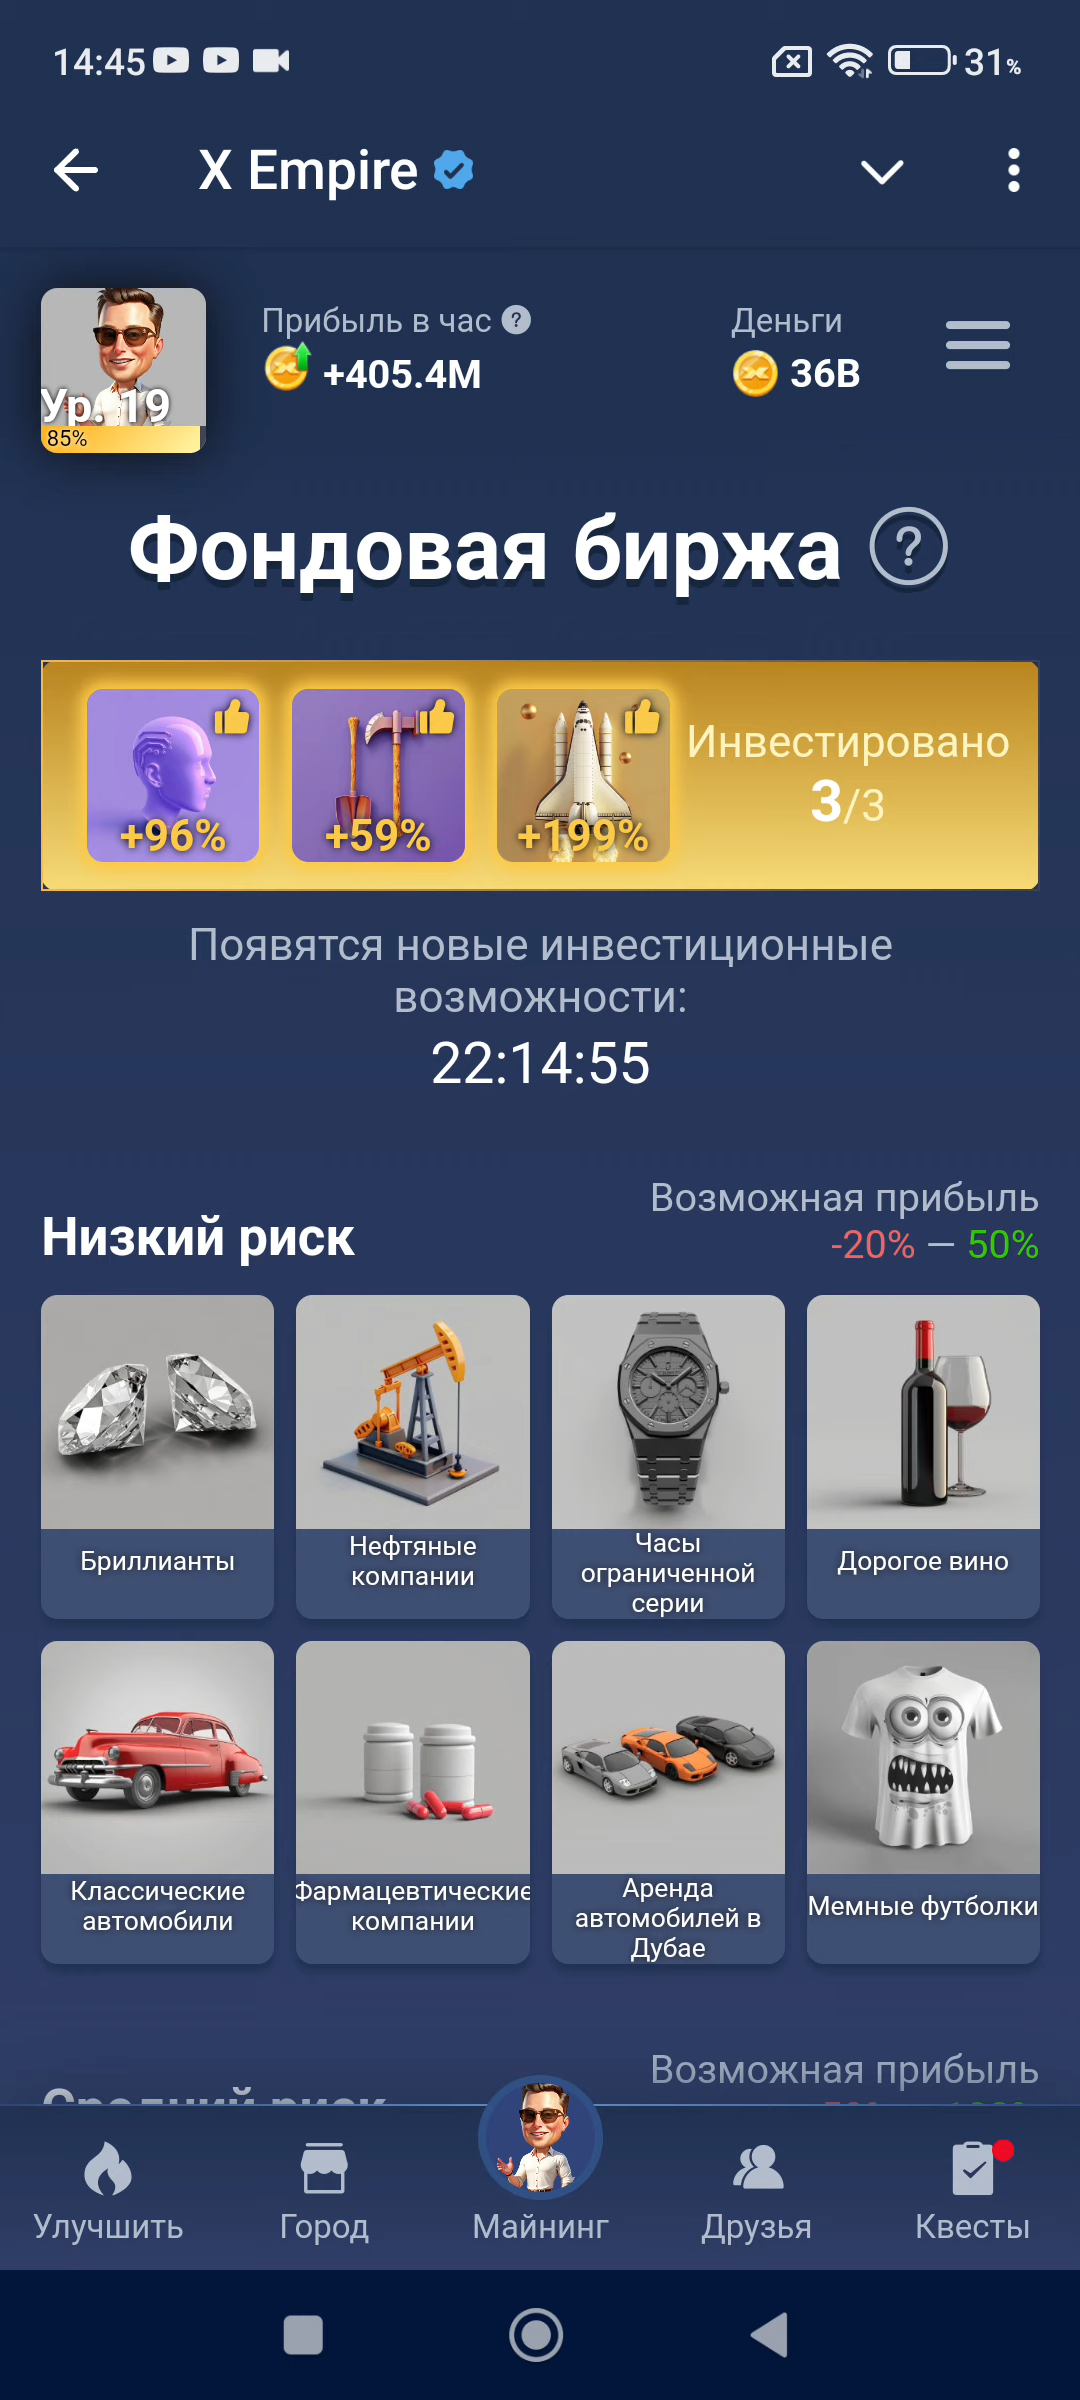 14:45
31%
X Empire
Прибыль в час ?
+405.4M
Деньги
36B
Ур. 19
85%
Фондовая биржа ?
+96%
+59%
+199%
Инвестировано
3/3
Появятся новые инвестиционные
возможности:
22:14:55
Низкий риск
Возможная прибыль
-20% — 50%
Бриллианты
Нефтяные
компании
Часы
ограниченной
серии
Дорогое вино
Классические
автомобили
Фармацевтические
компании
Аренда
автомобилей в
Дубае
Мемные футболки
Средний риск
Возможная прибыль
Улучшить
Город
Майнинг
Друзья
Квесты